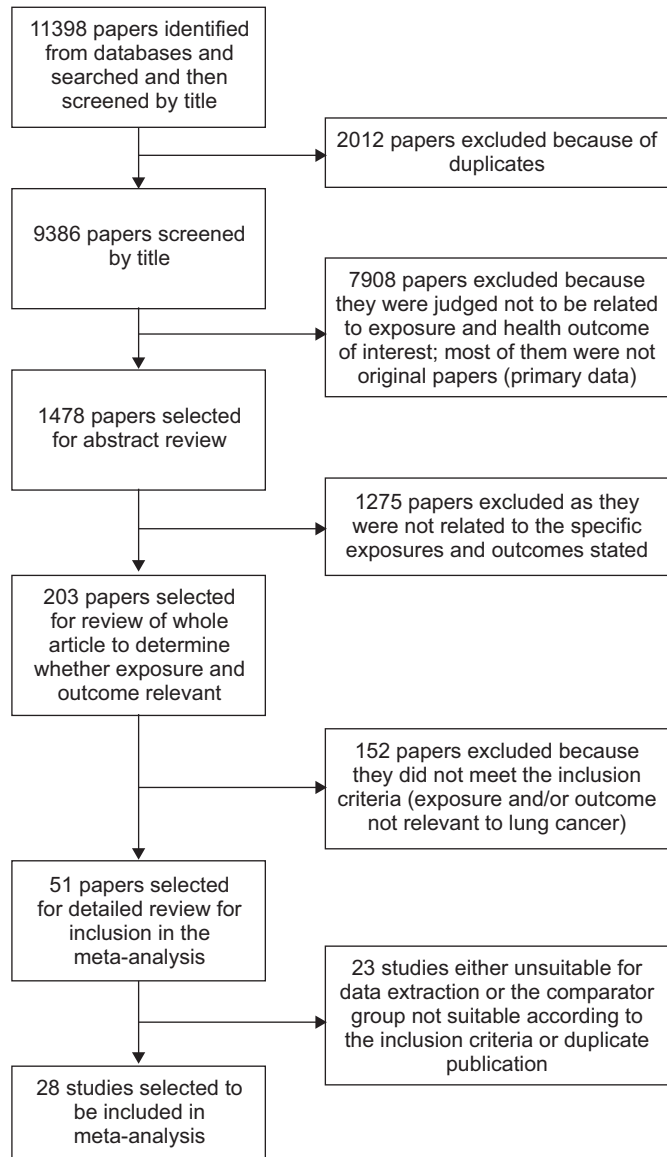 11398 papers identified
from databases and
searched and then
screened by title
2012 papers excluded because of
duplicates
9386 papers screened
by title
7908 papers excluded because
they were judged not to be related
to exposure and health outcome
of interest; most of them were not
original papers (primary data)
1478 papers selected
for abstract review
1275 papers excluded as they
were not related to the specific
exposures and outcomes stated
203 papers selected
for review of whole
article to determine
whether exposure and
outcome relevant
152 papers excluded because
they did not meet the inclusion
criteria (exposure and/or outcome
not relevant to lung cancer)
51 papers selected
for detailed review for
inclusion in the
meta-analysis
23 studies either unsuitable for
data extraction or the comparator
group not suitable according to
the inclusion criteria or duplicate
publication
28 studies selected to
be included in
meta-analysis